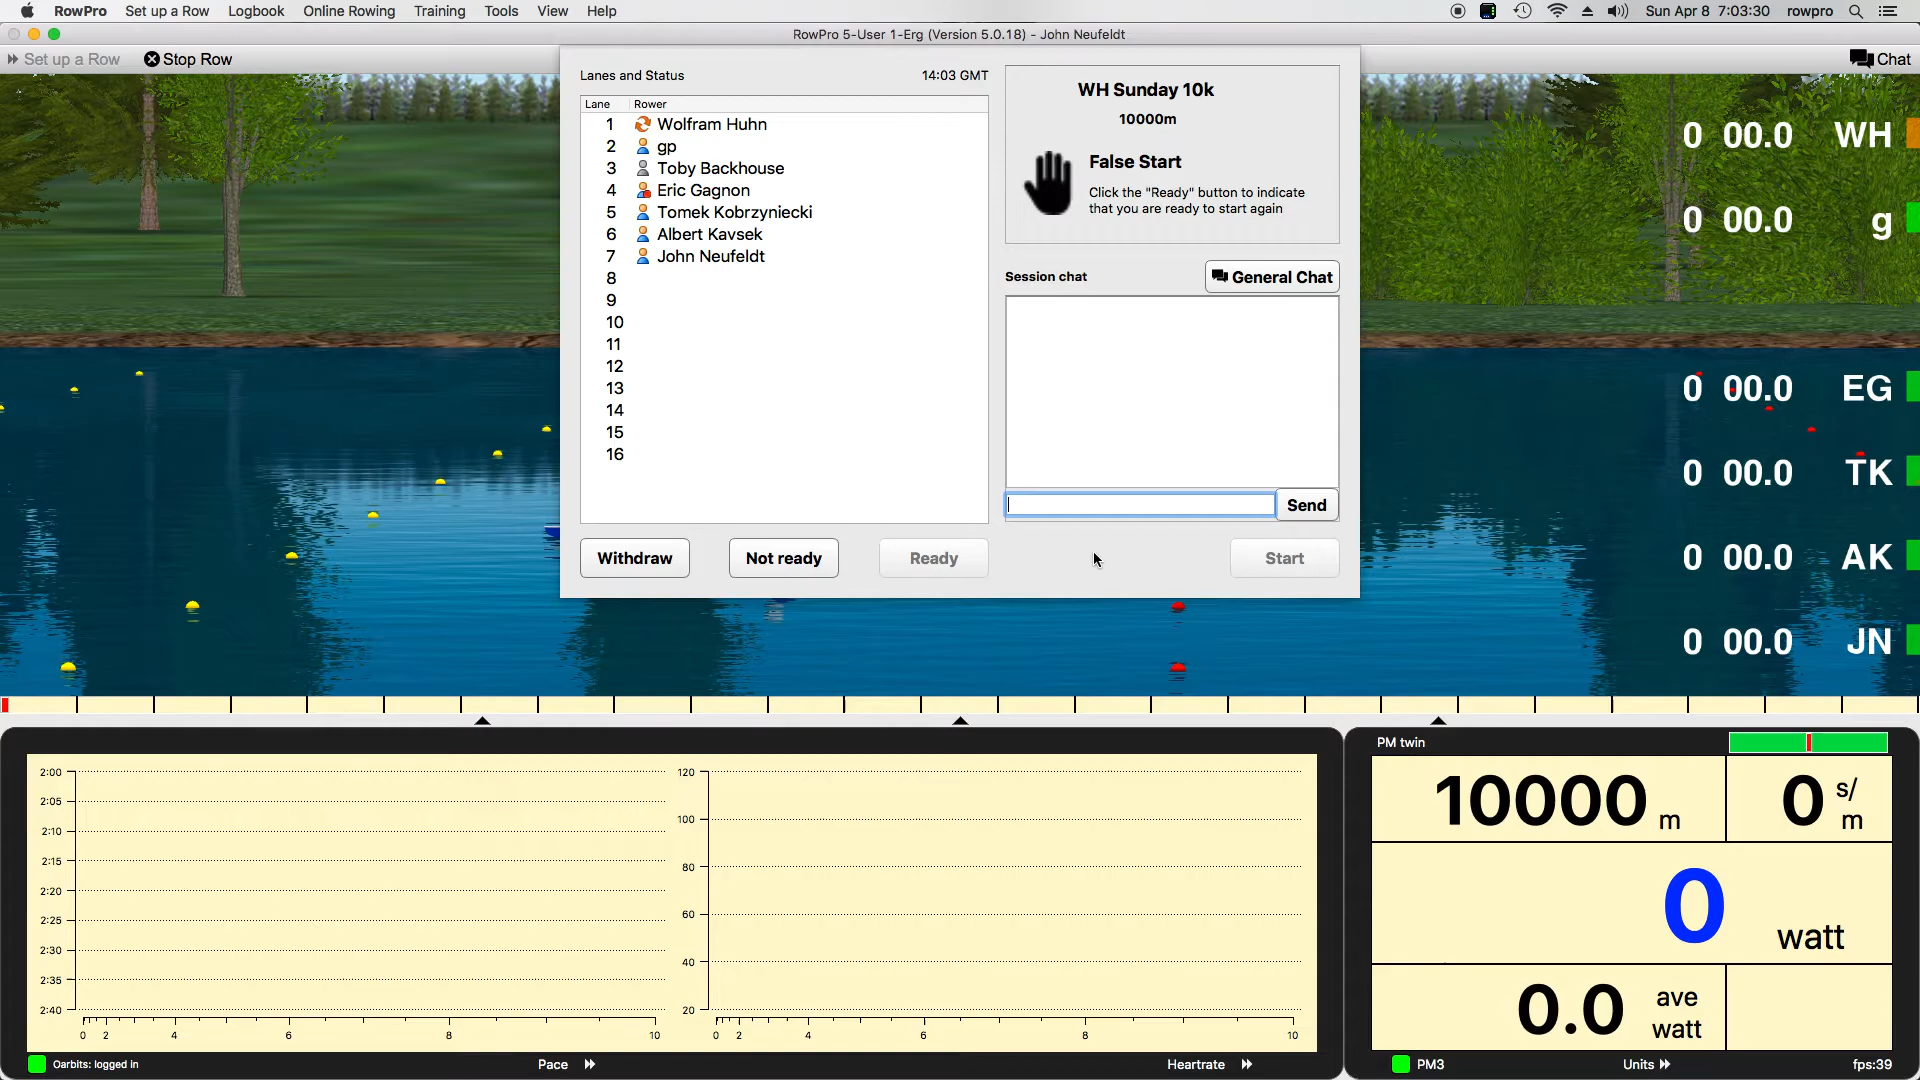 RowPro Set up a Row Logbook Online Rowing Training Tools View Help Sun Apr 8 7:03:30 rowpro
RowPro 5-User 1-Erg (Version 5.0.18) - John Neufeldt
Set up a Row Stop Row Chat
Lanes and Status 14:03 GMT
Lane Rower
1 Wolfram Huhn
2 gp
3 Toby Backhouse
4 Eric Gagnon
5 Tomek Kobrzyniecki
6 Albert Kavsek
7 John Neufeldt
8
9
10
11
12
13
14
15
16
Withdraw Not ready Ready Start
WH Sunday 10k
10000m
False Start
Click the "Ready" button to indicate
that you are ready to start again
Session chat General Chat
Send
0 00.0 WH
0 00.0 g
0 00.0 EG
0 00.0 TK
0 00.0 AK
0 00.0 JN
2:00
2:05
2:10
2:15
2:20
2:25
2:30
2:35
2:40
0 2 4 6 8 10
120
100
80
60
40
20
0 2 4 6 8 10
Oarbits: logged in Pace Heartrate
PM twin
10000 m 0 s/m
0 watt
0.0 ave watt
PM3 Units fps:39